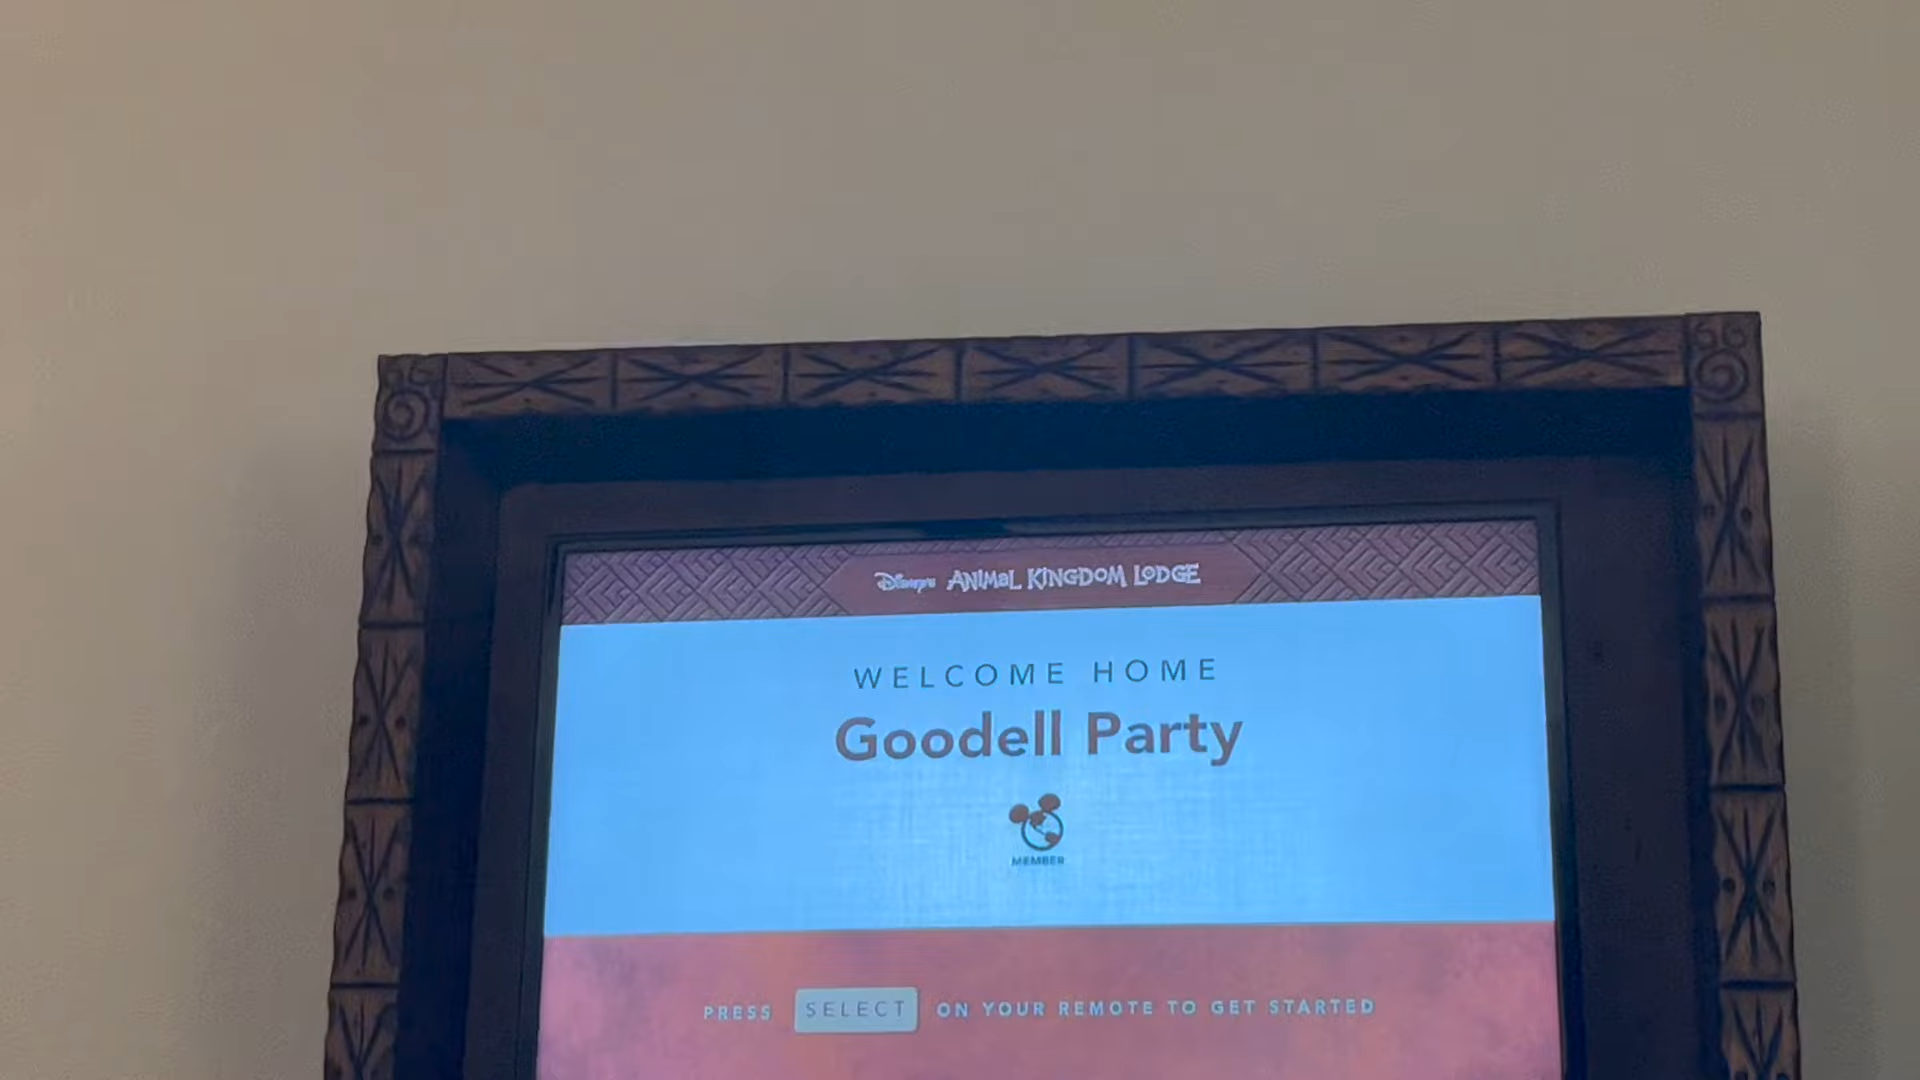 Disney's ANIMAL KINGDOM LODGE
WELCOME HOME
Goodell Party
MEMBER
PRESS SELECT ON YOUR REMOTE TO GET STARTED